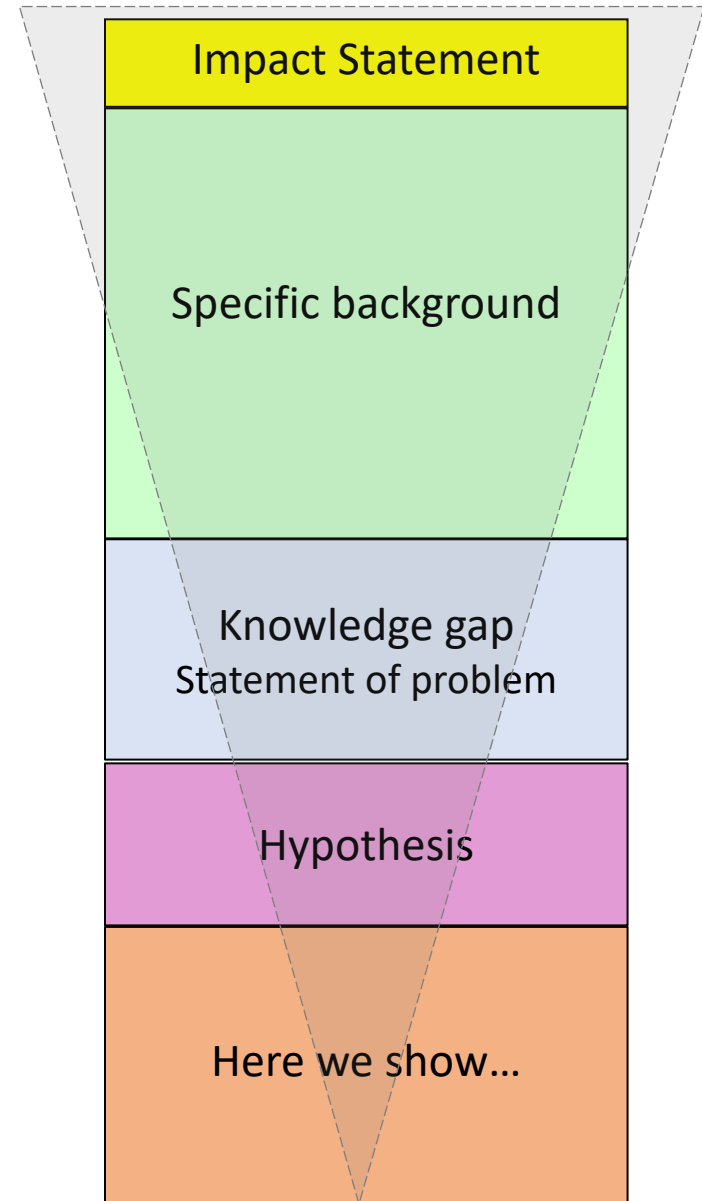 Impact Statement
Specific background
Knowledge gap
Statement of problem
Hypothesis
Here we show…